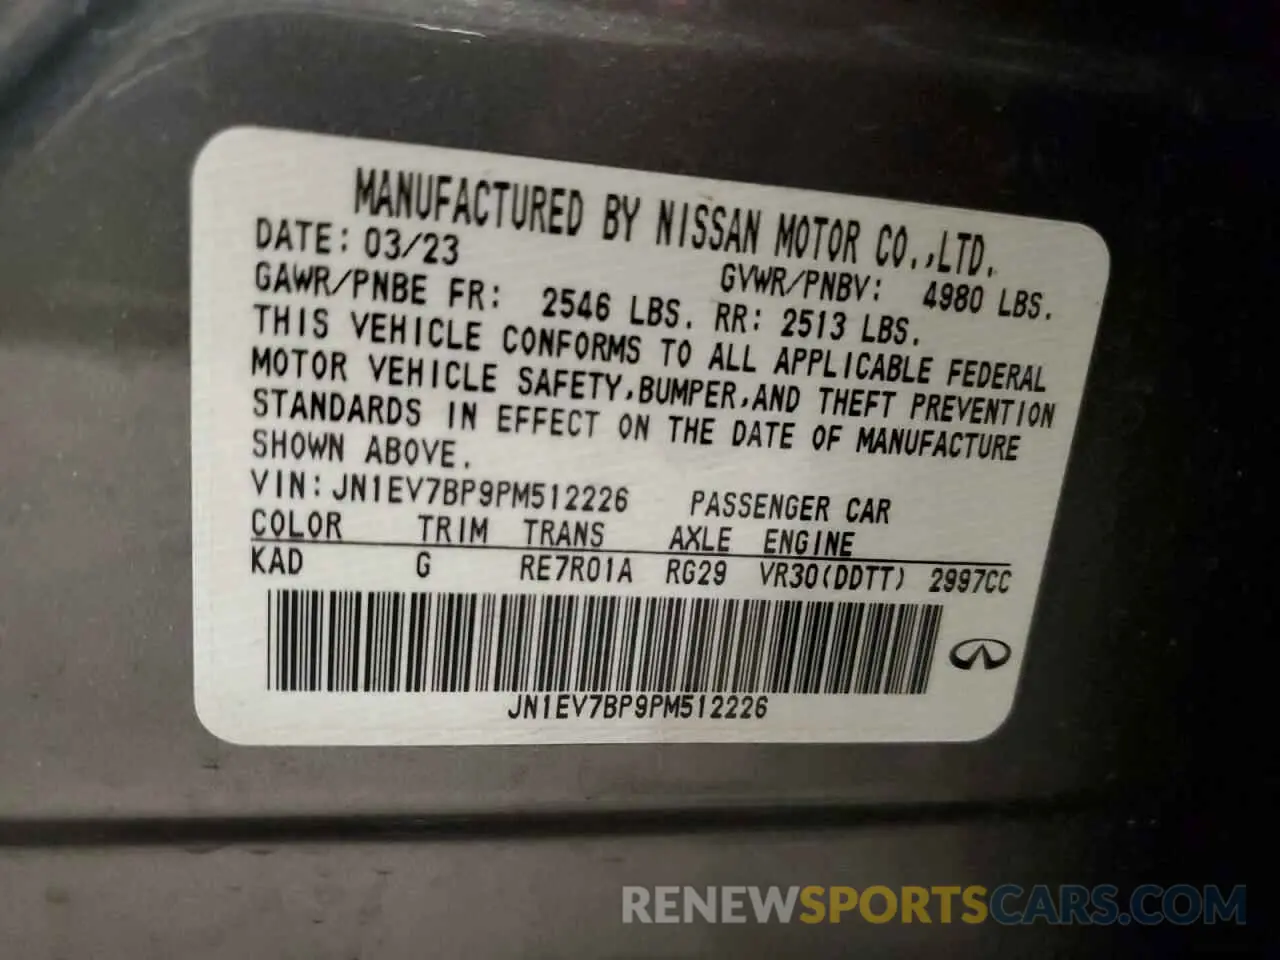 MANUFACTURED BY NISSAN MOTOR CO.,LTD.
DATE: 03/23 GVWR/PNBV: 4980 LBS.
GAWR/PNBE FR: 2546 LBS. RR: 2513 LBS.
THIS VEHICLE CONFORMS TO ALL APPLICABLE FEDERAL
MOTOR VEHICLE SAFETY,BUMPER,AND THEFT PREVENTION
STANDARDS IN EFFECT ON THE DATE OF MANUFACTURE
SHOWN ABOVE.
VIN: JN1EV7BP9PM512226 PASSENGER CAR
COLOR TRIM TRANS AXLE ENGINE
KAD G RE7R01A RG29 VR30(DDTT) 2997CC
JN1EV7BP9PM512226
RENEWSPORTSCARS.COM